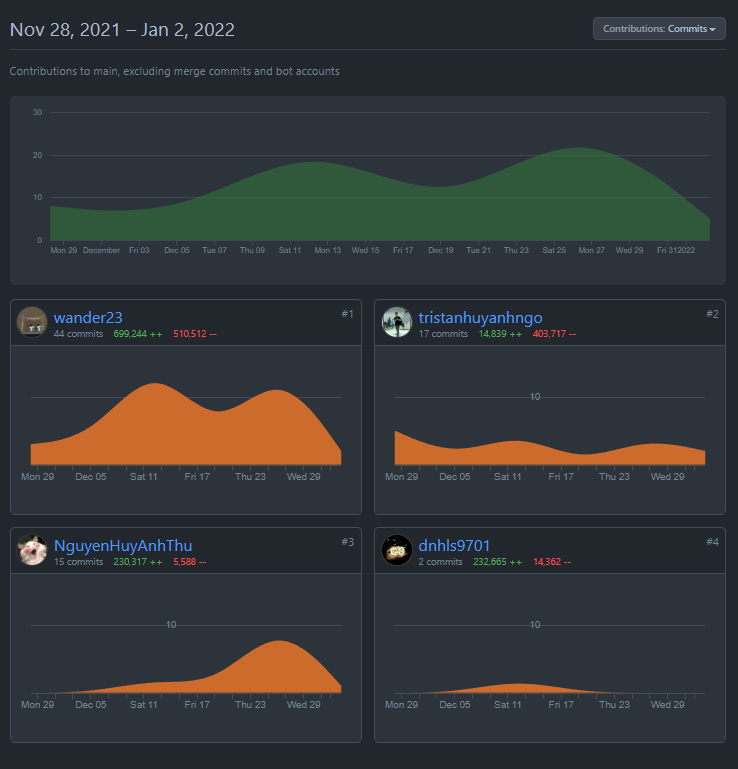 Nov 28, 2021 – Jan 2, 2022
Contributions: Commits
Contributions to main, excluding merge commits and bot accounts
30
20
10
0
Mon 29 December Fri 03 Dec 05 Tue 07 Thu 09 Sat 11 Mon 13 Wed 15 Fri 17 Dec 19 Tue 21 Thu 23 Sat 25 Mon 27 Wed 29 Fri 312022
wander23 #1
44 commits 699,244 ++ 510,512 --
Mon 29 Dec 05 Sat 11 Fri 17 Thu 23 Wed 29
tristanhuyanhngo #2
17 commits 14,839 ++ 403,717 --
10
Mon 29 Dec 05 Sat 11 Fri 17 Thu 23 Wed 29
NguyenHuyAnhThu #3
15 commits 230,317 ++ 5,588 --
10
Mon 29 Dec 05 Sat 11 Fri 17 Thu 23 Wed 29
dnhls9701 #4
2 commits 232,665 ++ 14,362 --
10
Mon 29 Dec 05 Sat 11 Fri 17 Thu 23 Wed 29